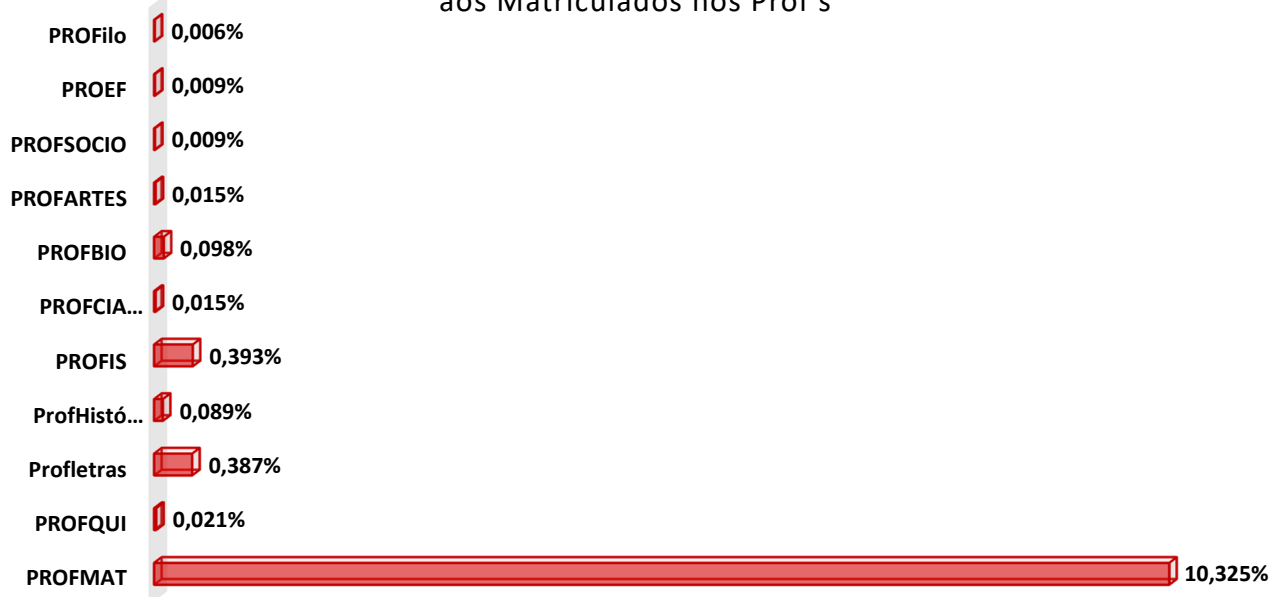 aos Matriculados nos Prof's
PROFilo 0,006%
PROEF 0,009%
PROFSOCIO 0,009%
PROFARTES 0,015%
PROFBIO 0,098%
PROFCIA... 0,015%
PROFIS 0,393%
ProfHistó... 0,089%
Profletras 0,387%
PROFQUI 0,021%
PROFMAT 10,325%